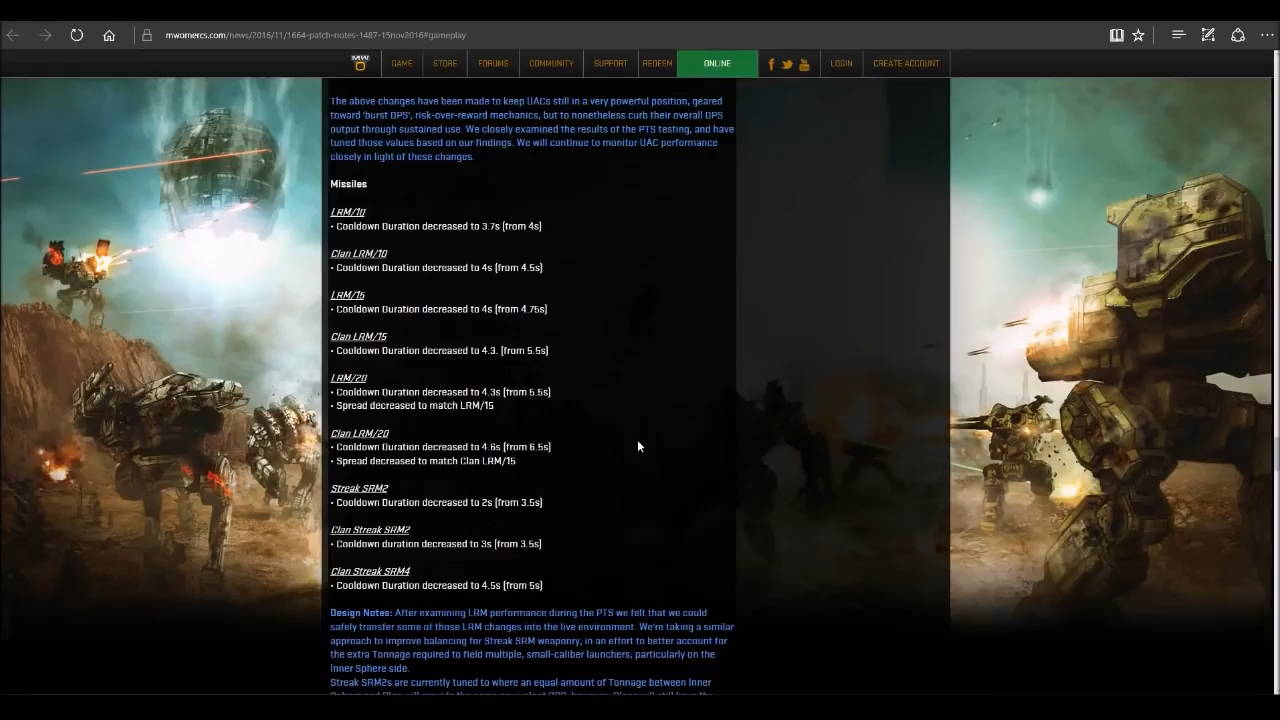 mwomercs.com/news/2016/11/1664-patch-notes-1487-15nov2016#gameplay
MW
GAME STORE FORUMS COMMUNITY SUPPORT REDEEM ONLINE LOGIN CREATE ACCOUNT
The above changes have been made to keep UACs still in a very powerful position, geared
toward 'burst DPS', risk-over-reward mechanics, but to nonetheless curb their overall DPS
output through sustained use. We closely examined the results of the PTS testing, and have
tuned those values based on our findings. We will continue to monitor UAC performance
closely in light of these changes.
Missiles
LRM/10
• Cooldown Duration decreased to 3.7s (from 4s)
Clan LRM/10
• Cooldown Duration decreased to 4s (from 4.5s)
LRM/15
• Cooldown Duration decreased to 4s (from 4.75s)
Clan LRM/15
• Cooldown Duration decreased to 4.3. (from 5.5s)
LRM/20
• Cooldown Duration decreased to 4.3s (from 5.5s)
• Spread decreased to match LRM/15
Clan LRM/20
• Cooldown Duration decreased to 4.6s (from 6.5s)
• Spread decreased to match Clan LRM/15
Streak SRM2
• Cooldown Duration decreased to 2s (from 3.5s)
Clan Streak SRM2
• Cooldown duration decreased to 3s (from 3.5s)
Clan Streak SRM4
• Cooldown Duration decreased to 4.5s (from 5s)
Design Notes: After examining LRM performance during the PTS we felt that we could
safely transfer some of those LRM changes into the live environment. We're taking a similar
approach to improve balancing for Streak SRM weaponry, in an effort to better account for
the extra Tonnage required to field multiple, small-caliber launchers, particularly on the
Inner Sphere side.
Streak SRM2s are currently tuned to where an equal amount of Tonnage between Inner